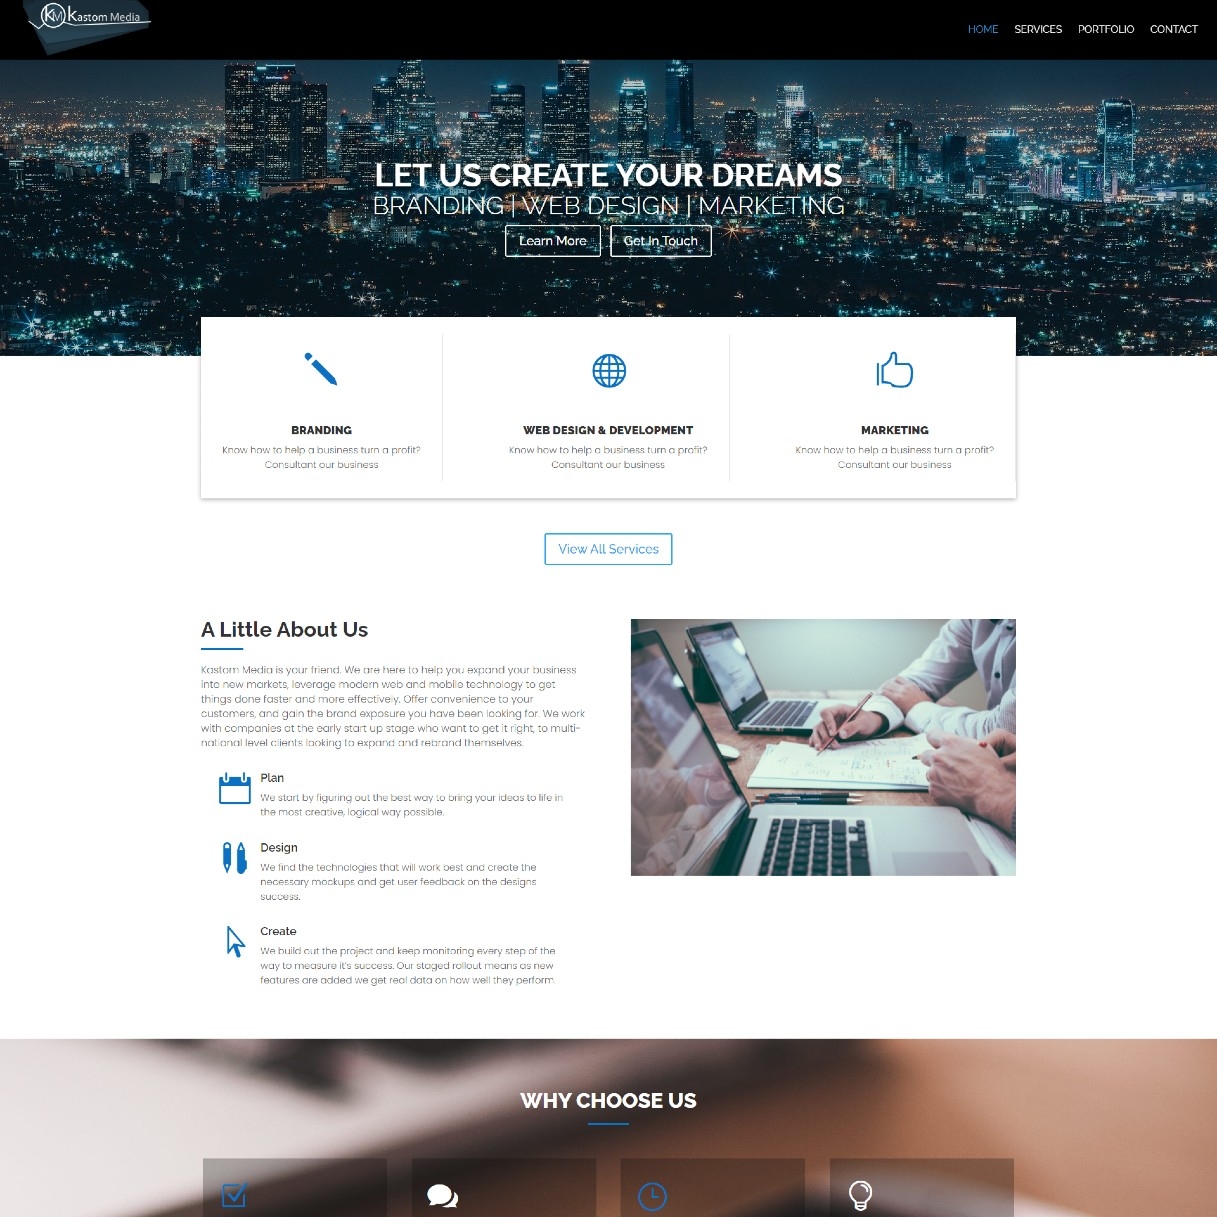 KM Kastom Media
HOME SERVICES PORTFOLIO CONTACT
LET US CREATE YOUR DREAMS
BRANDING | WEB DESIGN | MARKETING
Learn More Get In Touch
BRANDING
Know how to help a business turn a profit?
Consultant our business
WEB DESIGN & DEVELOPMENT
Know how to help a business turn a profit?
Consultant our business
MARKETING
Know how to help a business turn a profit?
Consultant our business
View All Services
A Little About Us
Kastom Media is your friend. We are here to help you expand your business
into new markets, leverage modern web and mobile technology to get
things done faster and more effectively. Offer convenience to your
customers, and gain the brand exposure you have been looking for. We work
with companies at the early start up stage who want to get it right, to multi-
national level clients looking to expand and rebrand themselves.
Plan
We start by figuring out the best way to bring your ideas to life in
the most creative, logical way possible.
Design
We find the technologies that will work best and create the
necessary mockups and get user feedback on the designs
success.
Create
We build out the project and keep monitoring every step of the
way to measure it's success. Our staged rollout means as new
features are added we get real data on how well they perform.
WHY CHOOSE US